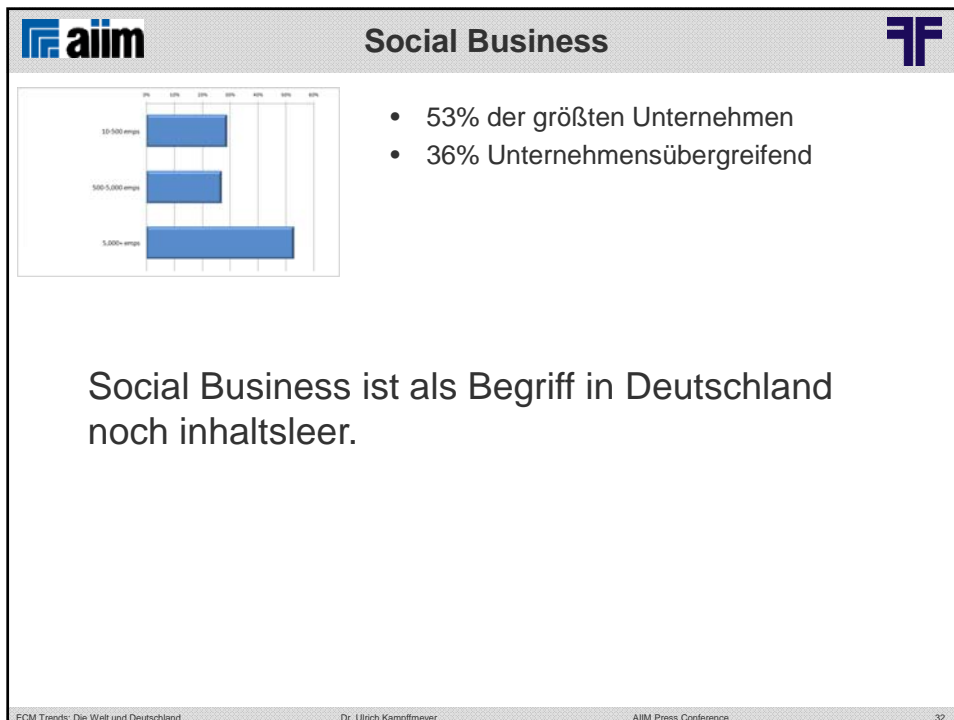 aiim
Social Business
0% 10% 20% 30% 40% 50% 60%
10-500 emps
500-5,000 emps
5,000+ emps
• 53% der größten Unternehmen
• 36% Unternehmensübergreifend
Social Business ist als Begriff in Deutschland
noch inhaltsleer.
ECM Trends: Die Welt und Deutschland Dr. Ulrich Kampffmeyer AIIM Press Conference 32